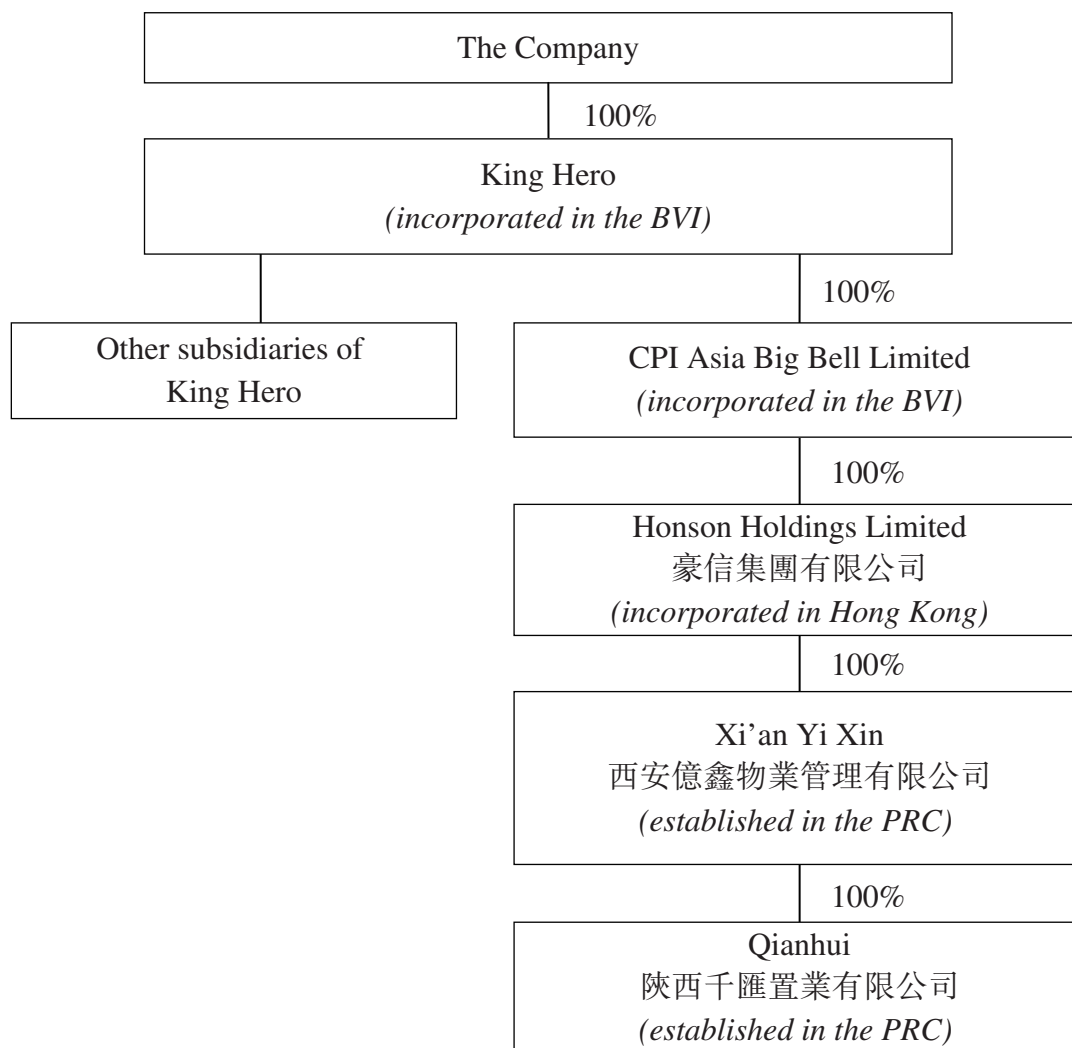 The Company
100%
King Hero
(incorporated in the BVI)
100%
Other subsidiaries of
King Hero
CPI Asia Big Bell Limited
(incorporated in the BVI)
100%
Honson Holdings Limited
豪信集團有限公司
(incorporated in Hong Kong)
100%
Xi’an Yi Xin
西安億鑫物業管理有限公司
(established in the PRC)
100%
Qianhui
陝西千匯置業有限公司
(established in the PRC)